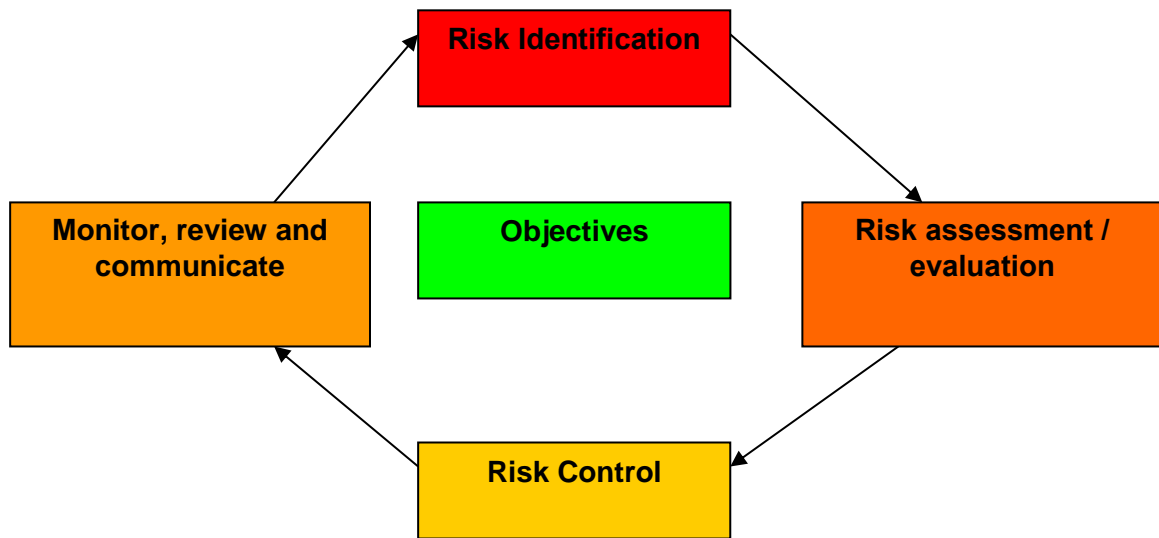 Risk Identification
Monitor, review and
communicate
Objectives
Risk assessment /
evaluation
Risk Control